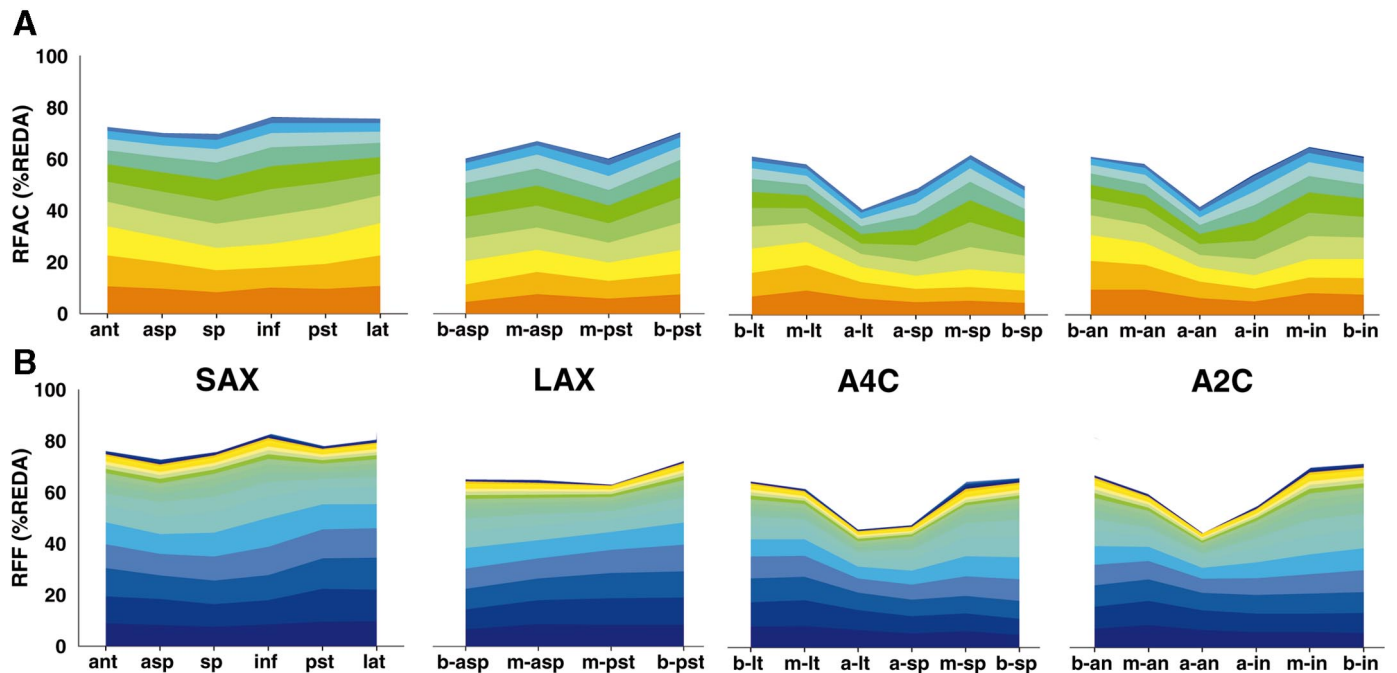 A
RFAC (%REDA)
100
80
60
40
20
0
ant asp sp inf pst lat
b-asp m-asp m-pst b-pst
b-lt m-lt a-lt a-sp m-sp b-sp
b-an m-an a-an a-in m-in b-in
B
SAX LAX A4C A2C
RFF (%REDA)
100
80
60
40
20
0
ant asp sp inf pst lat
b-asp m-asp m-pst b-pst
b-lt m-lt a-lt a-sp m-sp b-sp
b-an m-an a-an a-in m-in b-in